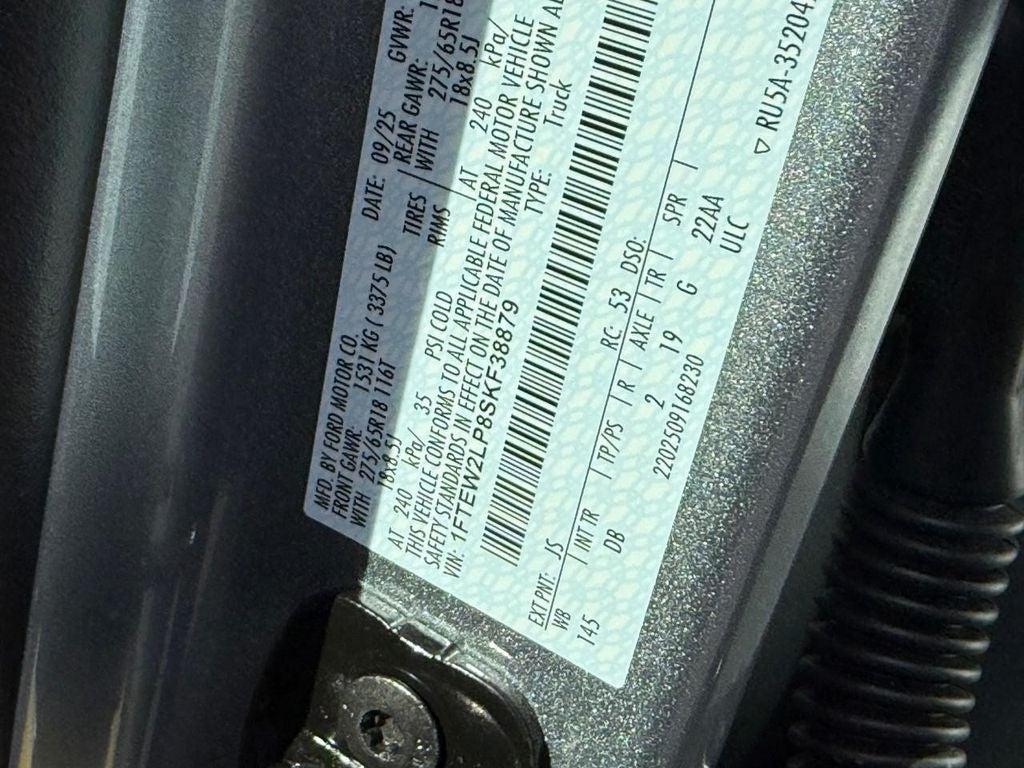 MFD. BY FORD MOTOR CO. DATE: 09/25 GVWR:
FRONT GAWR: 1531 KG ( 3375 LB) REAR GAWR:
WITH 275/65R18 116T TIRES WITH 275/65R18
18x8.5J RIMS 18x8.5J
AT 240 kPa/ 35 PSI COLD AT 240 kPa/
THIS VEHICLE CONFORMS TO ALL APPLICABLE FEDERAL MOTOR VEHICLE
SAFETY STANDARDS IN EFFECT ON THE DATE OF MANUFACTURE SHOWN
VIN: 1FTEW2LP8SKF38879 TYPE: Truck
EXT PNT: JS RC: 53 DSO:
WB | INT TR | TP/PS | R | AXLE | TR | SPR |
145 DB 2 19 G 22AA
2202509168230 ULC
▽ RU5A-35204